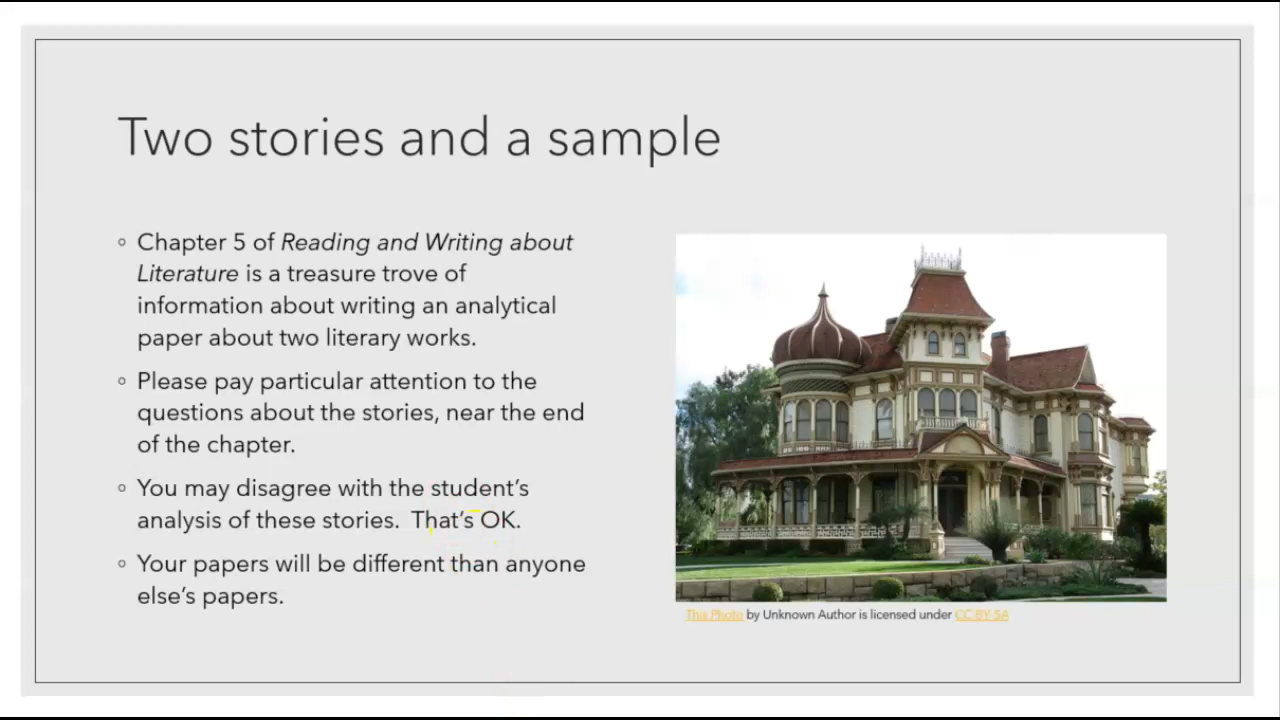 Two stories and a sample
◦ Chapter 5 of Reading and Writing about
Literature is a treasure trove of
information about writing an analytical
paper about two literary works.
◦ Please pay particular attention to the
questions about the stories, near the end
of the chapter.
◦ You may disagree with the student’s
analysis of these stories.  That’s OK.
◦ Your papers will be different than anyone
else’s papers.
This Photo by Unknown Author is licensed under CC BY-SA